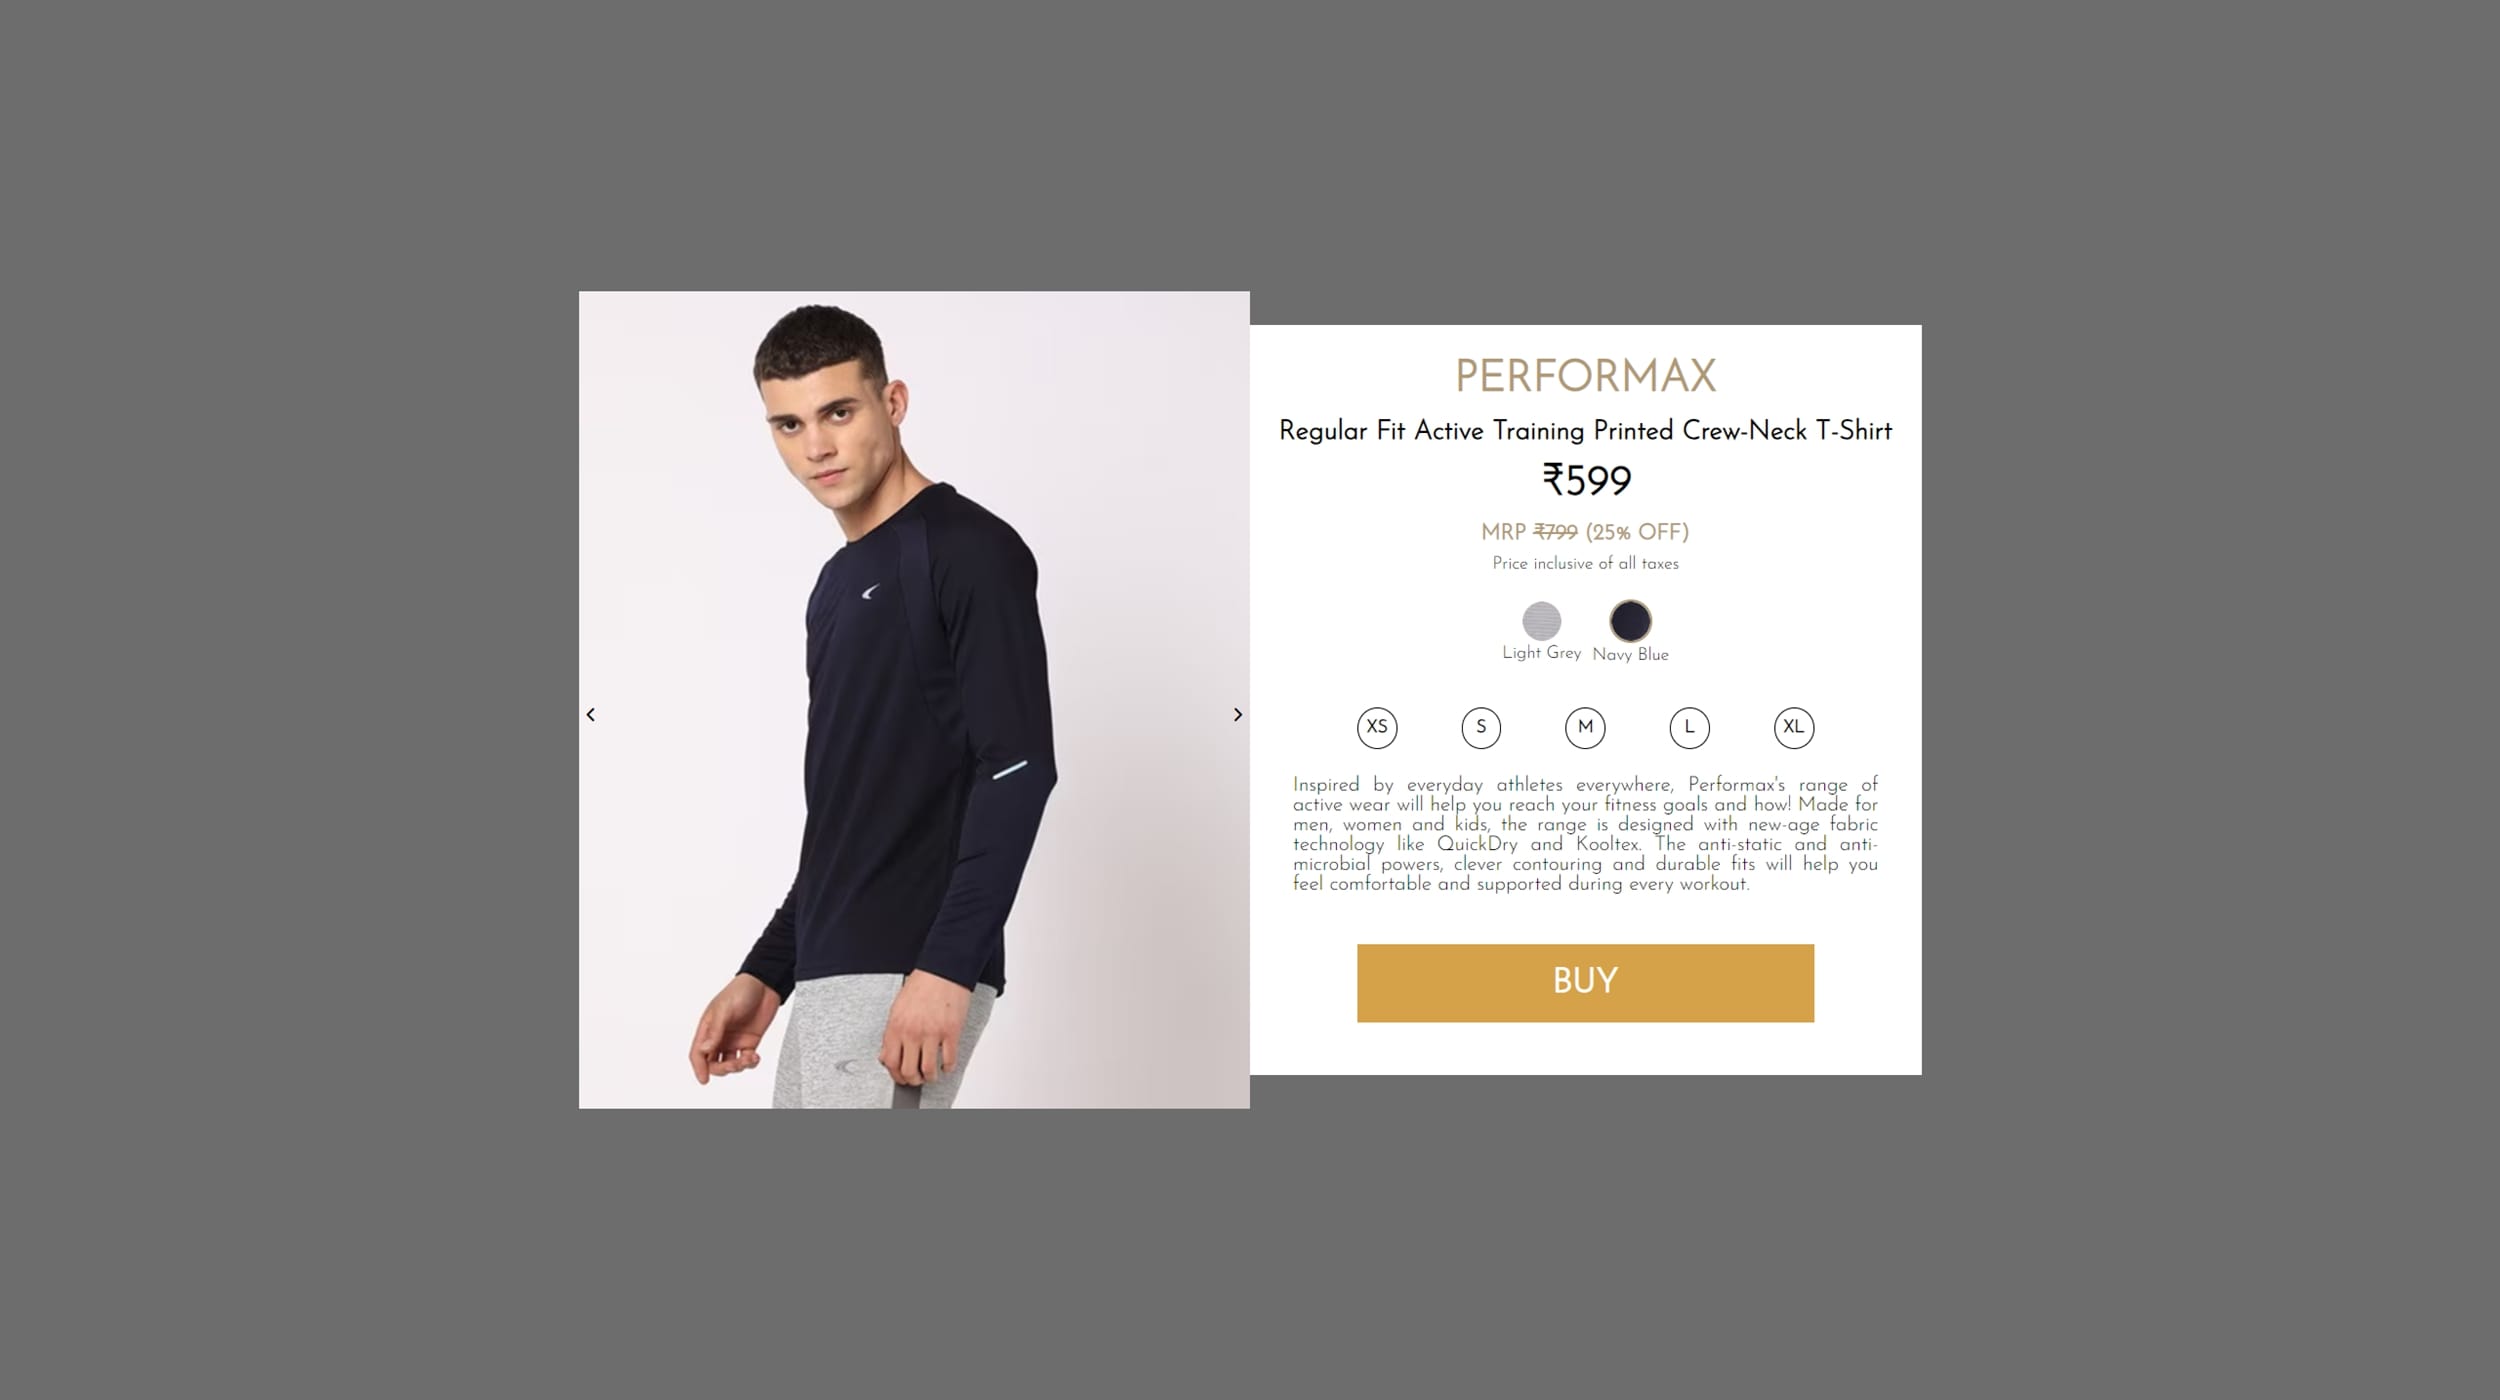 PERFORMAX
Regular Fit Active Training Printed Crew-Neck T-Shirt
₹599
MRP ₹799 (25% OFF)
Price inclusive of all taxes
Light Grey Navy Blue
XS S M L XL
Inspired by everyday athletes everywhere, Performax's range of
active wear will help you reach your fitness goals and how! Made for
men, women and kids, the range is designed with new-age fabric
technology like QuickDry and Kooltex. The anti-static and anti-
microbial powers, clever contouring and durable fits will help you
feel comfortable and supported during every workout.
BUY